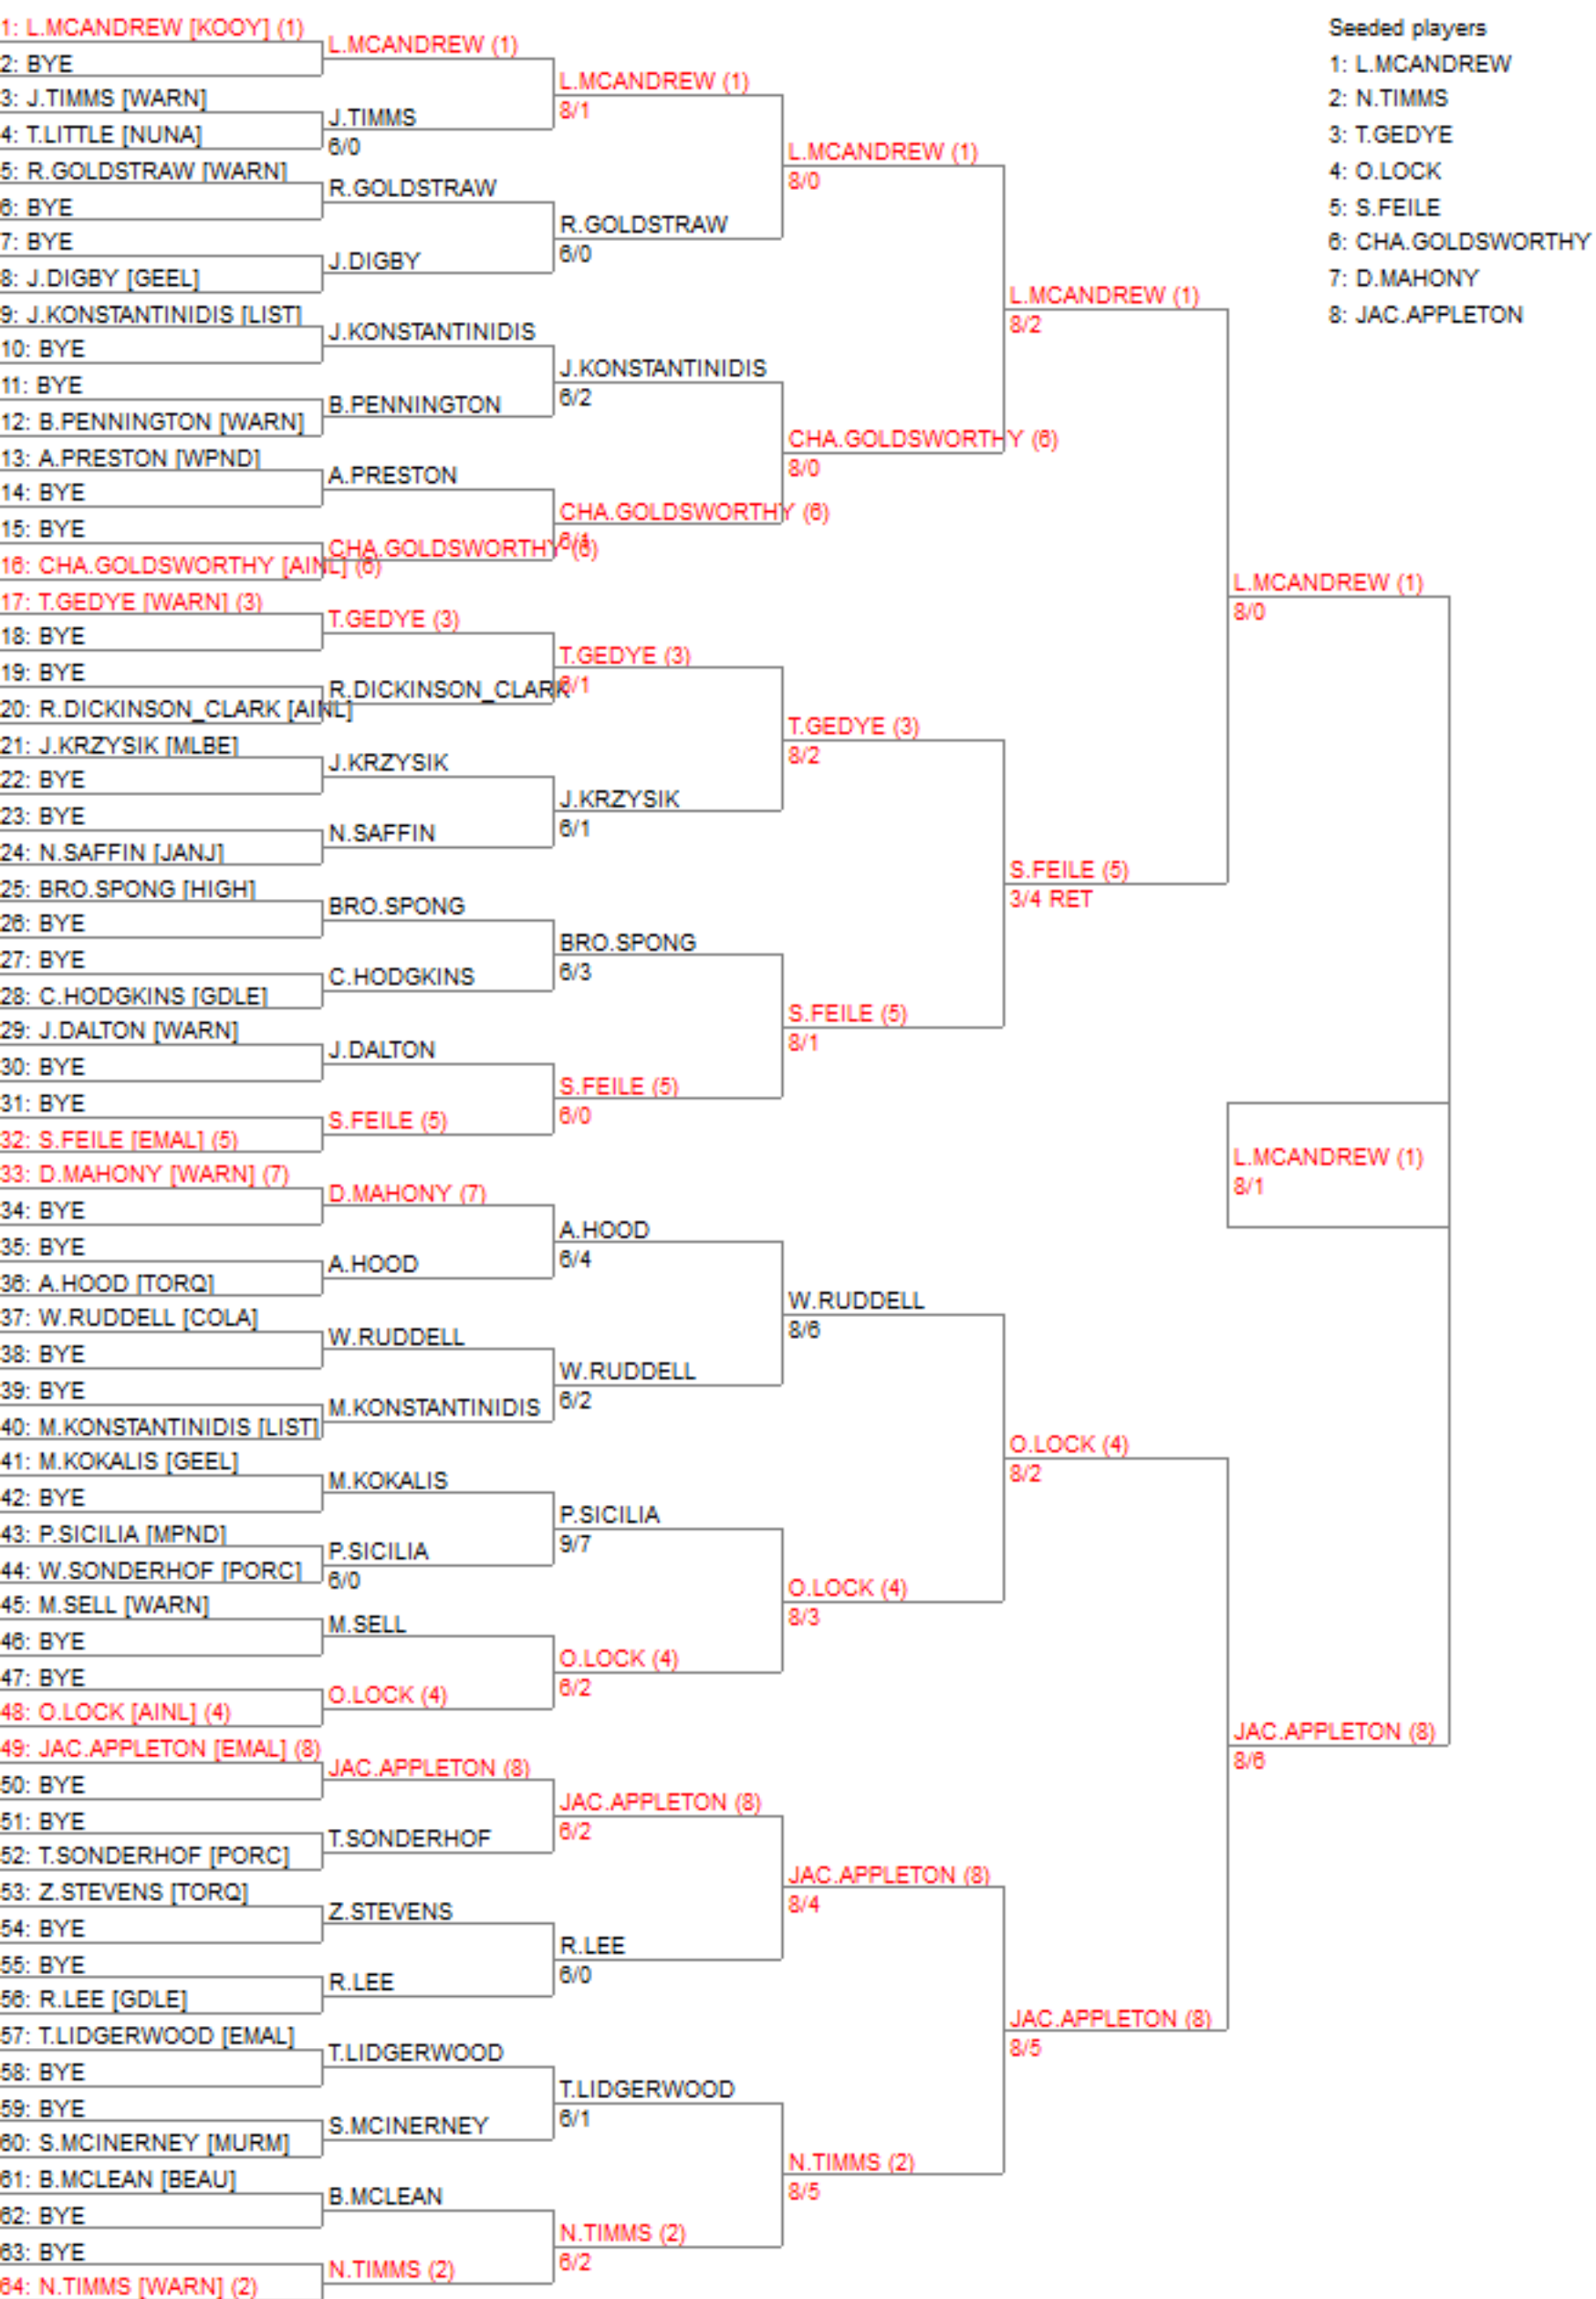 1: L.MCANDREW [KOOY] (1)
2: BYE
3: J.TIMMS [WARN]
4: T.LITTLE [NUNA]
5: R.GOLDSTRAW [WARN]
6: BYE
7: BYE
8: J.DIGBY [GEEL]
9: J.KONSTANTINIDIS [LIST]
10: BYE
11: BYE
12: B.PENNINGTON [WARN]
13: A.PRESTON [WPND]
14: BYE
15: BYE
16: CHA.GOLDSWORTHY [AINL] (6)
17: T.GEDYE [WARN] (3)
18: BYE
19: BYE
20: R.DICKINSON_CLARK [AINL]
21: J.KRZYSIK [MLBE]
22: BYE
23: BYE
24: N.SAFFIN [JANJ]
25: BRO.SPONG [HIGH]
26: BYE
27: BYE
28: C.HODGKINS [GDLE]
29: J.DALTON [WARN]
30: BYE
31: BYE
32: S.FEILE [EMAL] (5)
33: D.MAHONY [WARN] (7)
34: BYE
35: BYE
36: A.HOOD [TORQ]
37: W.RUDDELL [COLA]
38: BYE
39: BYE
40: M.KONSTANTINIDIS [LIST]
41: M.KOKALIS [GEEL]
42: BYE
43: P.SICILIA [MPND]
44: W.SONDERHOF [PORC]
45: M.SELL [WARN]
46: BYE
47: BYE
48: O.LOCK [AINL] (4)
49: JAC.APPLETON [EMAL] (8)
50: BYE
51: BYE
52: T.SONDERHOF [PORC]
53: Z.STEVENS [TORQ]
54: BYE
55: BYE
56: R.LEE [GDLE]
57: T.LIDGERWOOD [EMAL]
58: BYE
59: BYE
60: S.MCINERNEY [MURM]
61: B.MCLEAN [BEAU]
62: BYE
63: BYE
64: N.TIMMS [WARN] (2)
L.MCANDREW (1)
J.TIMMS
6/0
R.GOLDSTRAW
J.DIGBY
J.KONSTANTINIDIS
B.PENNINGTON
A.PRESTON
CHA.GOLDSWORTHY (6)
T.GEDYE (3)
R.DICKINSON_CLARK
J.KRZYSIK
N.SAFFIN
BRO.SPONG
C.HODGKINS
J.DALTON
S.FEILE (5)
D.MAHONY (7)
A.HOOD
W.RUDDELL
M.KONSTANTINIDIS
M.KOKALIS
P.SICILIA
6/0
M.SELL
O.LOCK (4)
JAC.APPLETON (8)
T.SONDERHOF
Z.STEVENS
R.LEE
T.LIDGERWOOD
S.MCINERNEY
B.MCLEAN
N.TIMMS (2)
L.MCANDREW (1)
8/1
R.GOLDSTRAW
6/0
J.KONSTANTINIDIS
6/2
CHA.GOLDSWORTHY (6)
6/1
T.GEDYE (3)
6/1
J.KRZYSIK
6/1
BRO.SPONG
6/3
S.FEILE (5)
6/0
A.HOOD
6/4
W.RUDDELL
6/2
P.SICILIA
9/7
O.LOCK (4)
6/2
JAC.APPLETON (8)
6/2
R.LEE
6/0
T.LIDGERWOOD
6/1
N.TIMMS (2)
6/2
L.MCANDREW (1)
8/0
CHA.GOLDSWORTHY (6)
8/0
T.GEDYE (3)
8/2
S.FEILE (5)
8/1
W.RUDDELL
8/6
O.LOCK (4)
8/3
JAC.APPLETON (8)
8/4
N.TIMMS (2)
8/5
L.MCANDREW (1)
8/2
S.FEILE (5)
3/4 RET
O.LOCK (4)
8/2
JAC.APPLETON (8)
8/5
L.MCANDREW (1)
8/0
L.MCANDREW (1)
8/1
JAC.APPLETON (8)
8/6
Seeded players
1: L.MCANDREW
2: N.TIMMS
3: T.GEDYE
4: O.LOCK
5: S.FEILE
6: CHA.GOLDSWORTHY
7: D.MAHONY
8: JAC.APPLETON